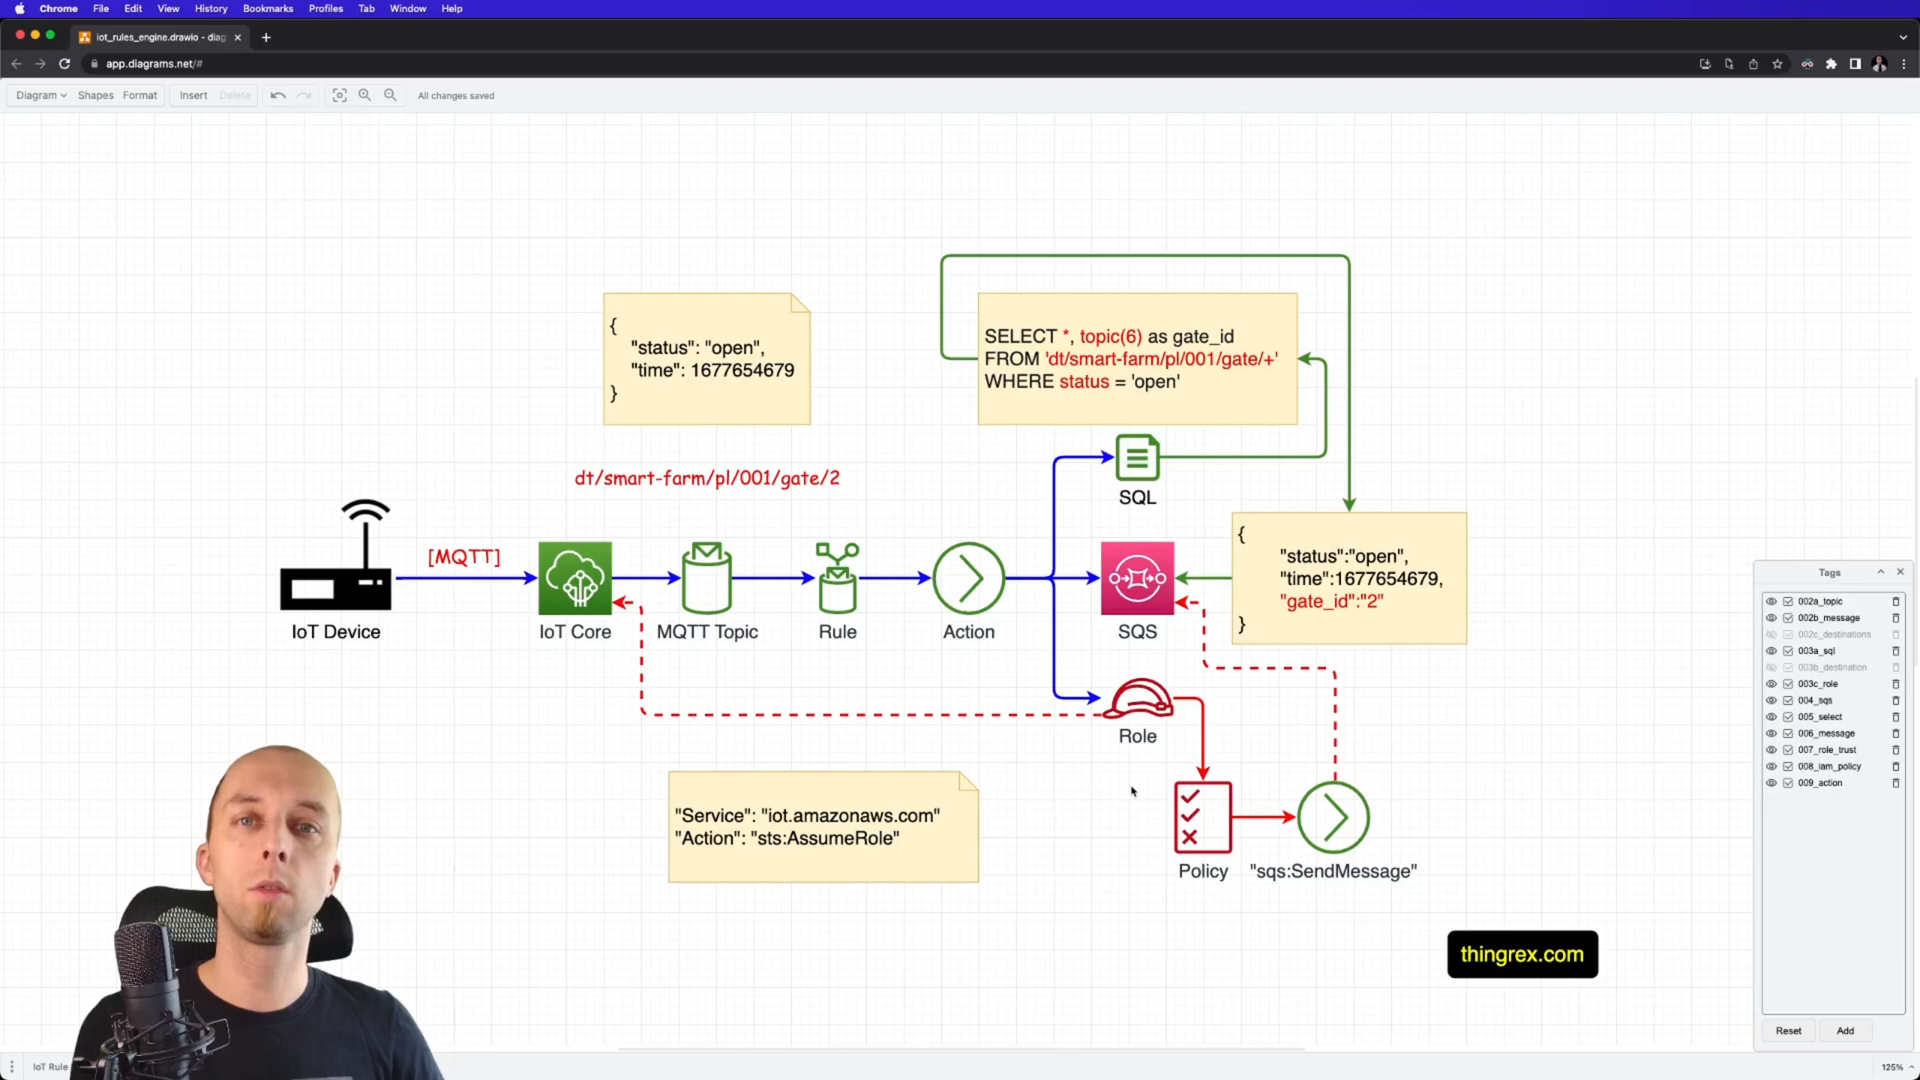 Chrome File Edit View History Bookmarks Profiles Tab Window Help
iot_rules_engine.drawio - diag
app.diagrams.net/#
Diagram Shapes Format Insert Delete All changes saved
{
"status": "open",
"time": 1677654679
}
SELECT *, topic(6) as gate_id
FROM 'dt/smart-farm/pl/001/gate/+'
WHERE status = 'open'
dt/smart-farm/pl/001/gate/2
SQL
[MQTT]
{
"status":"open",
"time":1677654679,
"gate_id":"2"
}
IoT Device
IoT Core
MQTT Topic
Rule
Action
SQS
Role
"Service": "iot.amazonaws.com"
"Action": "sts:AssumeRole"
Policy
"sqs:SendMessage"
thingrex.com
Tags
002a_topic
002b_message
002c_destinations
003a_sql
003b_destination
003c_role
004_sqs
005_select
006_message
007_role_trust
008_iam_policy
009_action
Reset Add
IoT Rule
125%